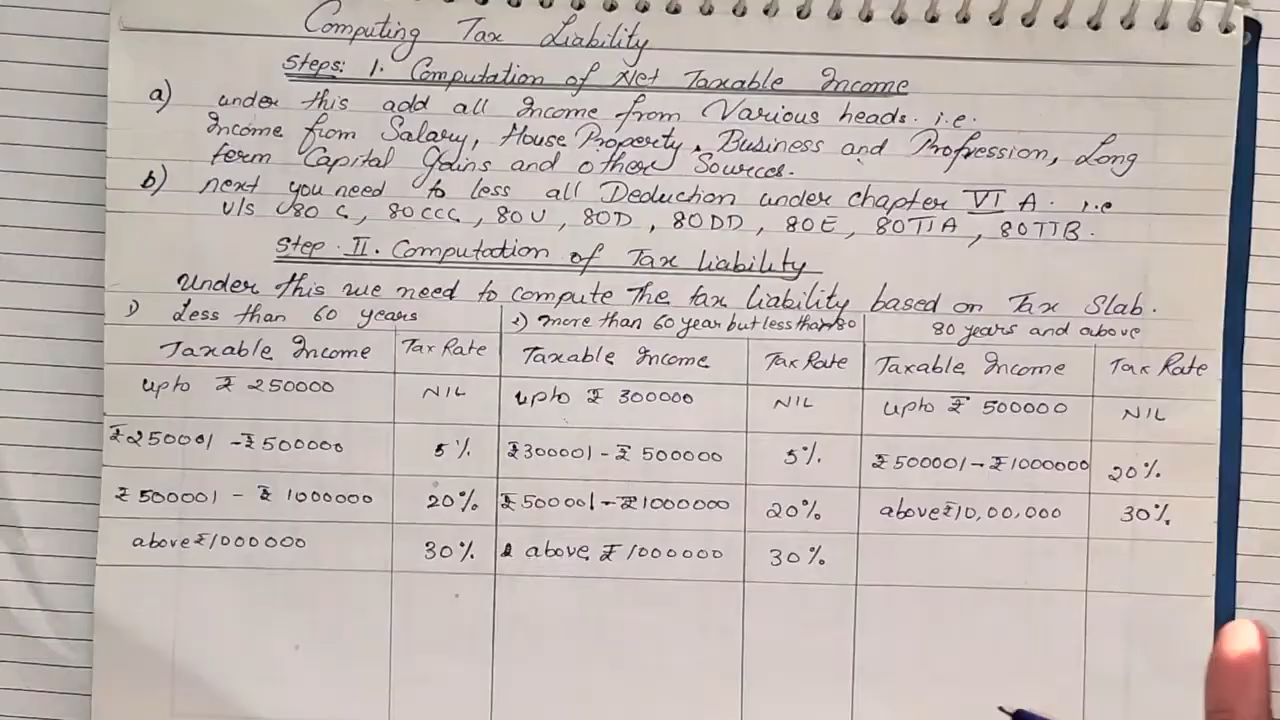 Computing Tax Liability
Steps: 1. Computation of Net Taxable Income
a) under this add all Income from Various heads. i.e.
Income from Salary, House Property, Business and Profession, Long
term Capital Gains and other Sources.
b) next you need to less all Deduction under chapter VI A. i.e
U/s U80 C, 80CCC, 80U, 80D, 80DD, 80E, 80TTA, 80TTB.
Step II. Computation of Tax liability
Under this we need to compute The tax liability based on Tax Slab.
1) Less than 60 years 2) more than 60 year but less than 80 80 years and above
Taxable Income Tax Rate Taxable Income Tax Rate Taxable Income Tax Rate
upto ₹ 250000 NIL upto ₹ 300000 NIL upto ₹ 500000 NIL
₹250001 - ₹500000 5% ₹300001 - ₹ 500000 5% ₹500001 - ₹1000000 20%
₹500001 - ₹ 1000000 20% ₹500001 - ₹1000000 20% above ₹10,00,000 30%
above ₹1000000 30% above ₹1000000 30%